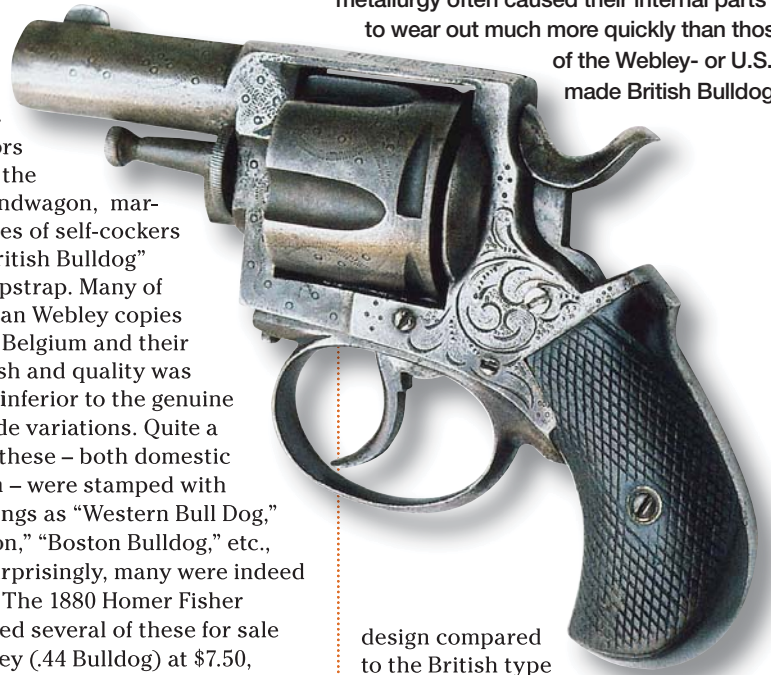 metallurgy often caused their internal parts
to wear out much more quickly than thos
of the Webley- or U.S.
made British Bulldog
ors
the
ndwagon, mar-
es of self-cockers
ritish Bulldog”
pstrap. Many of
an Webley copies
Belgium and their
sh and quality was
inferior to the genuine
de variations. Quite a
these – both domestic
n – were stamped with
ngs as “Western Bull Dog,”
on,” “Boston Bulldog,” etc.,
rprisingly, many were indeed
The 1880 Homer Fisher
ed several of these for sale
ey (.44 Bulldog) at $7.50,
design compared
to the British type